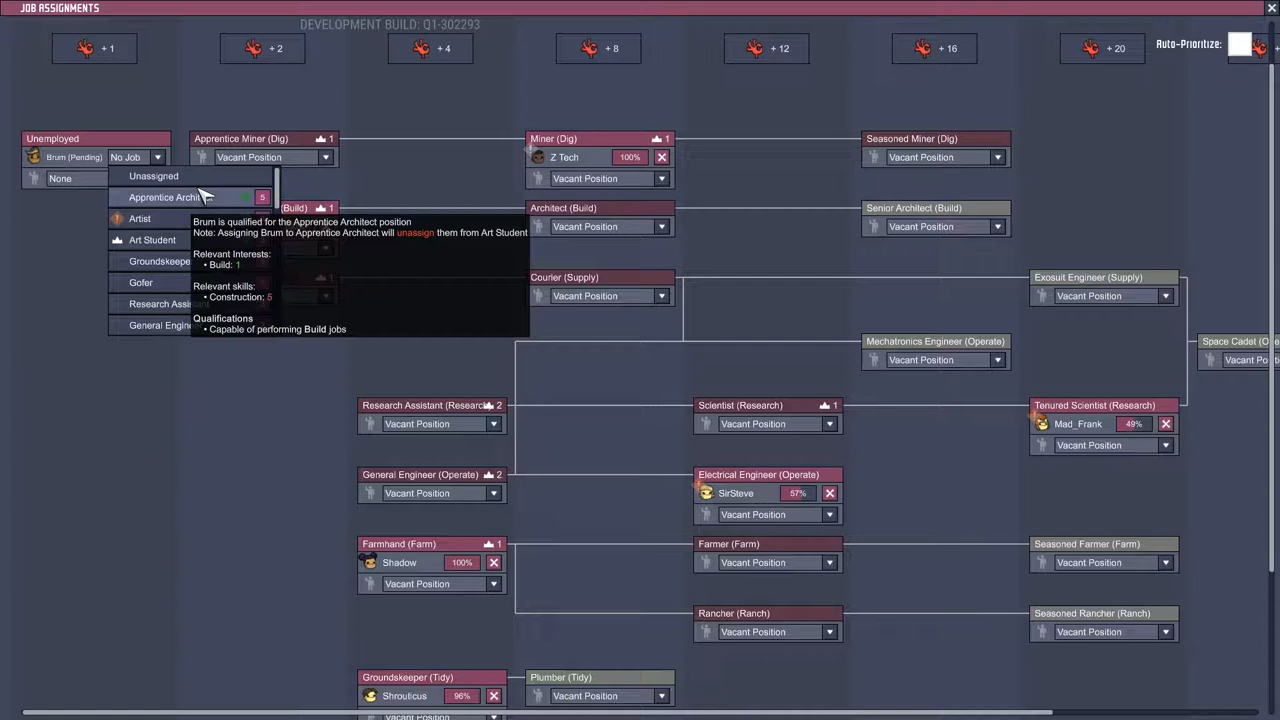 JOB ASSIGNMENTS
DEVELOPMENT BUILD: Q1-302293
+ 1
+ 2
+ 4
+ 8
+ 12
+ 16
+ 20
Auto-Prioritize:
Unemployed
Brum (Pending) No Job
None
Unassigned
Apprentice Archit
5
Artist
Art Student
Groundskeepe
Gofer
Research Assis
General Engin
Brum is qualified for the Apprentice Architect position
Note: Assigning Brum to Apprentice Architect will unassign them from Art Student
Relevant Interests:
• Build: 1
Relevant skills:
• Construction: 5
Qualifications
• Capable of performing Build jobs
Apprentice Miner (Dig) 1
Vacant Position
(Build) 1
1
Miner (Dig) 1
Z Tech 100%
Vacant Position
Seasoned Miner (Dig)
Vacant Position
Architect (Build)
Vacant Position
Senior Architect (Build)
Vacant Position
Courier (Supply)
Vacant Position
Exosuit Engineer (Supply)
Vacant Position
Mechatronics Engineer (Operate)
Vacant Position
Space Cadet (Ope
Vacant Posit
Research Assistant (Research 2
Vacant Position
Scientist (Research) 1
Vacant Position
Tenured Scientist (Research)
Mad_Frank 49%
Vacant Position
General Engineer (Operate) 2
Vacant Position
Electrical Engineer (Operate)
SirSteve 57%
Vacant Position
Farmhand (Farm) 1
Shadow 100%
Vacant Position
Farmer (Farm)
Vacant Position
Seasoned Farmer (Farm)
Vacant Position
Rancher (Ranch)
Vacant Position
Seasoned Rancher (Ranch)
Vacant Position
Groundskeeper (Tidy)
Shrouticus 96%
Vacant Position
Plumber (Tidy)
Vacant Position